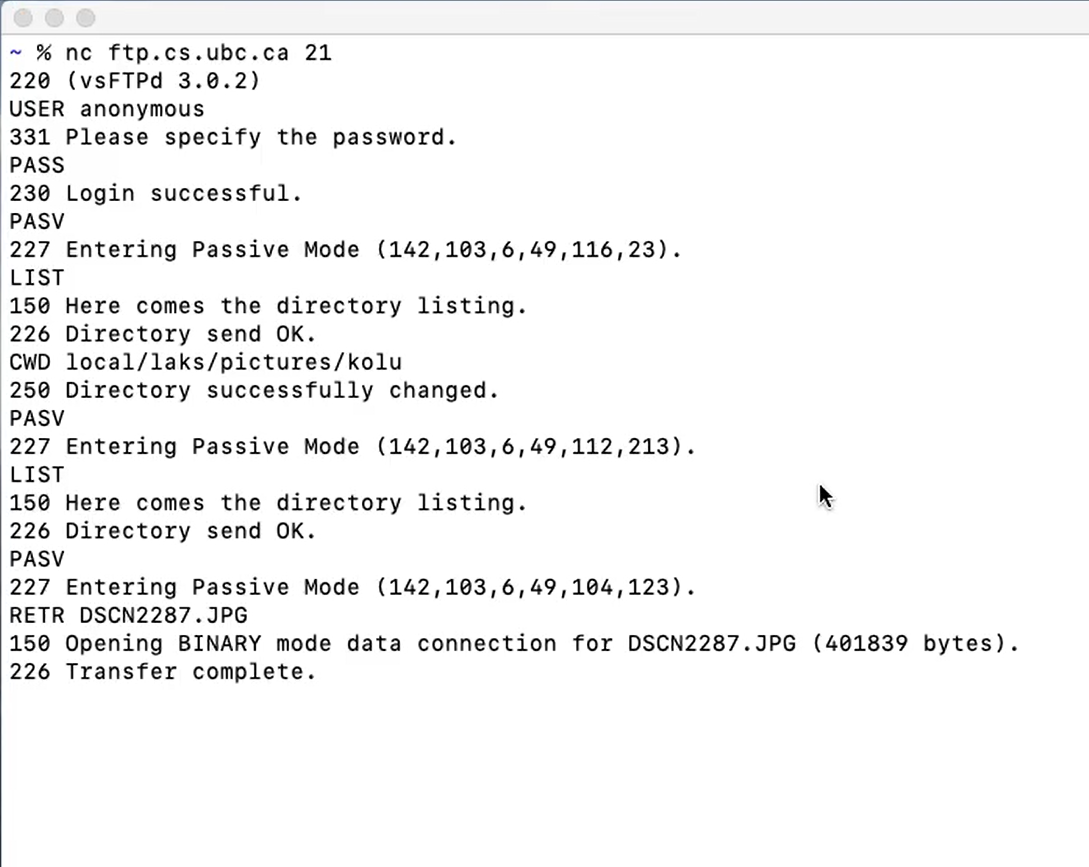 ~ % nc ftp.cs.ubc.ca 21
220 (vsFTPd 3.0.2)
USER anonymous
331 Please specify the password.
PASS
230 Login successful.
PASV
227 Entering Passive Mode (142,103,6,49,116,23).
LIST
150 Here comes the directory listing.
226 Directory send OK.
CWD local/laks/pictures/kolu
250 Directory successfully changed.
PASV
227 Entering Passive Mode (142,103,6,49,112,213).
LIST
150 Here comes the directory listing.
226 Directory send OK.
PASV
227 Entering Passive Mode (142,103,6,49,104,123).
RETR DSCN2287.JPG
150 Opening BINARY mode data connection for DSCN2287.JPG (401839 bytes).
226 Transfer complete.